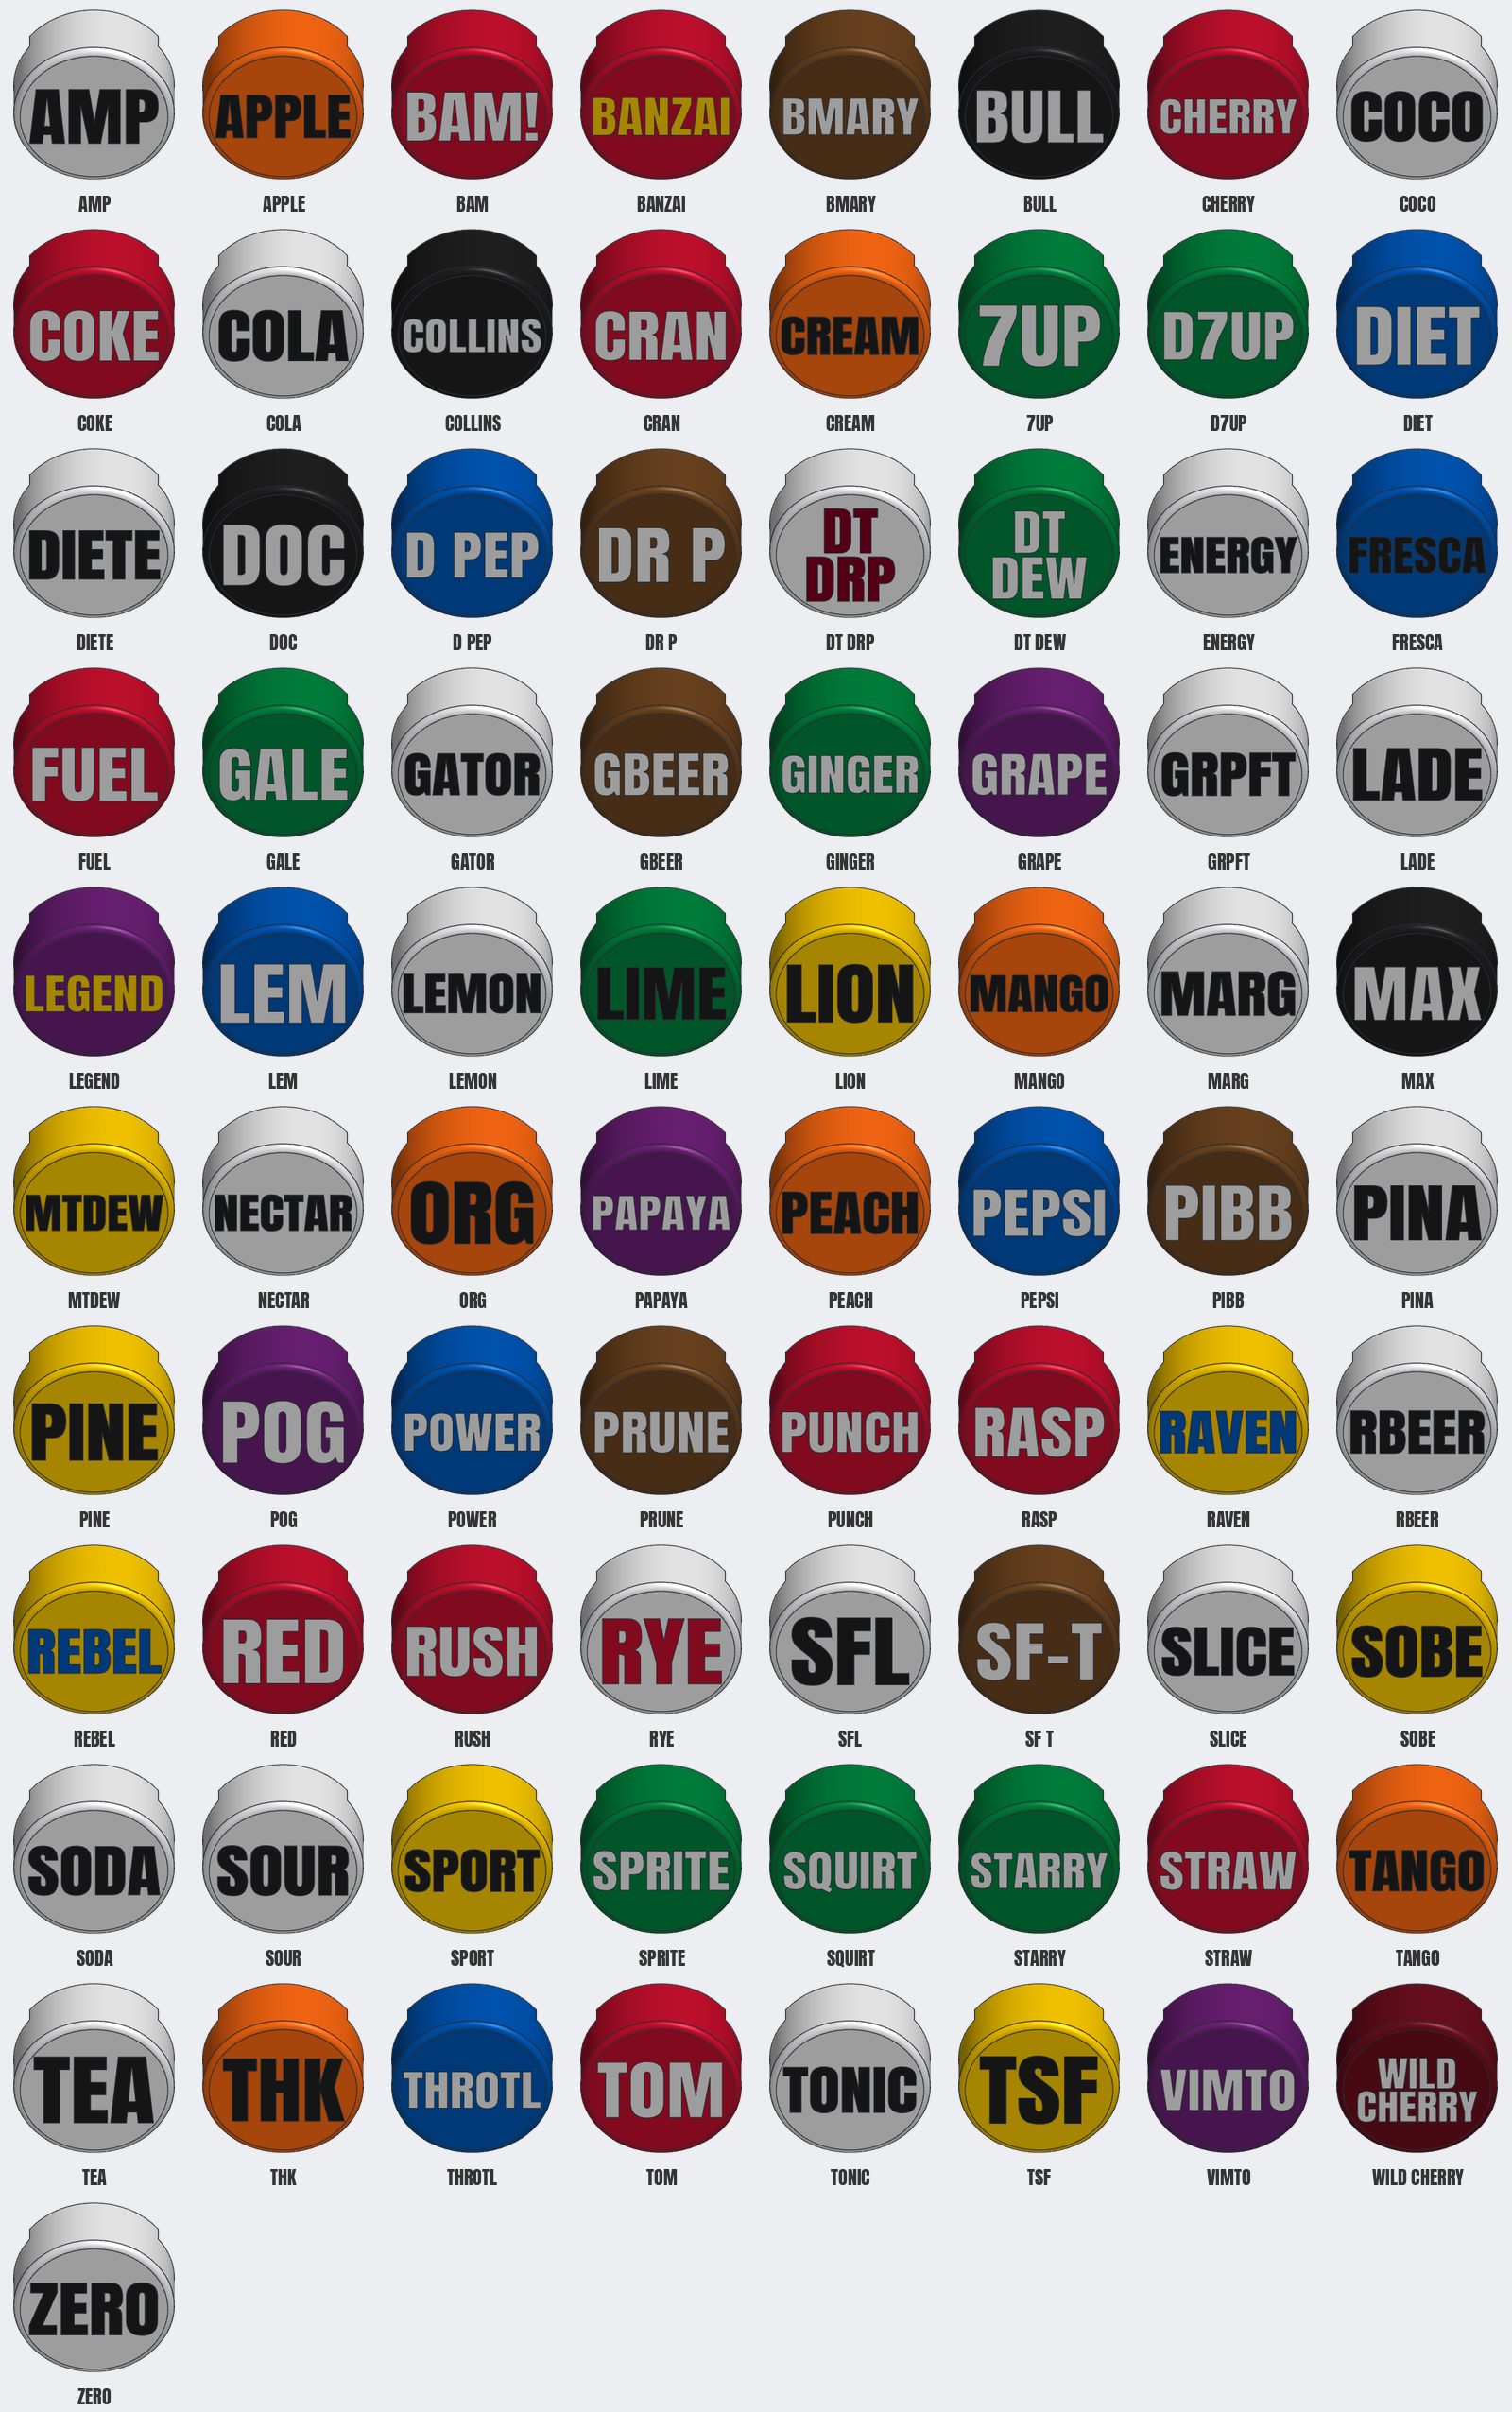 AMP APPLE BAM! BANZAI BMARY BULL CHERRY COCO
AMP APPLE BAM BANZAI BMARY BULL CHERRY COCO
COKE COLA COLLINS CRAN CREAM 7UP D7UP DIET
COKE COLA COLLINS CRAN CREAM 7UP D7UP DIET
DIETE DOC D PEP DR P DT DRP DT DEW ENERGY FRESCA
DIETE DOC D PEP DR P DT DRP DT DEW ENERGY FRESCA
FUEL GALE GATOR GBEER GINGER GRAPE GRPFT LADE
FUEL GALE GATOR GBEER GINGER GRAPE GRPFT LADE
LEGEND LEM LEMON LIME LION MANGO MARG MAX
LEGEND LEM LEMON LIME LION MANGO MARG MAX
MTDEW NECTAR ORG PAPAYA PEACH PEPSI PIBB PINA
MTDEW NECTAR ORG PAPAYA PEACH PEPSI PIBB PINA
PINE POG POWER PRUNE PUNCH RASP RAVEN RBEER
PINE POG POWER PRUNE PUNCH RASP RAVEN RBEER
REBEL RED RUSH RYE SFL SF-T SLICE SOBE
REBEL RED RUSH RYE SFL SF T SLICE SOBE
SODA SOUR SPORT SPRITE SQUIRT STARRY STRAW TANGO
SODA SOUR SPORT SPRITE SQUIRT STARRY STRAW TANGO
TEA THK THROTL TOM TONIC TSF VIMTO WILD CHERRY
TEA THK THROTL TOM TONIC TSF VIMTO WILD CHERRY
ZERO
ZERO